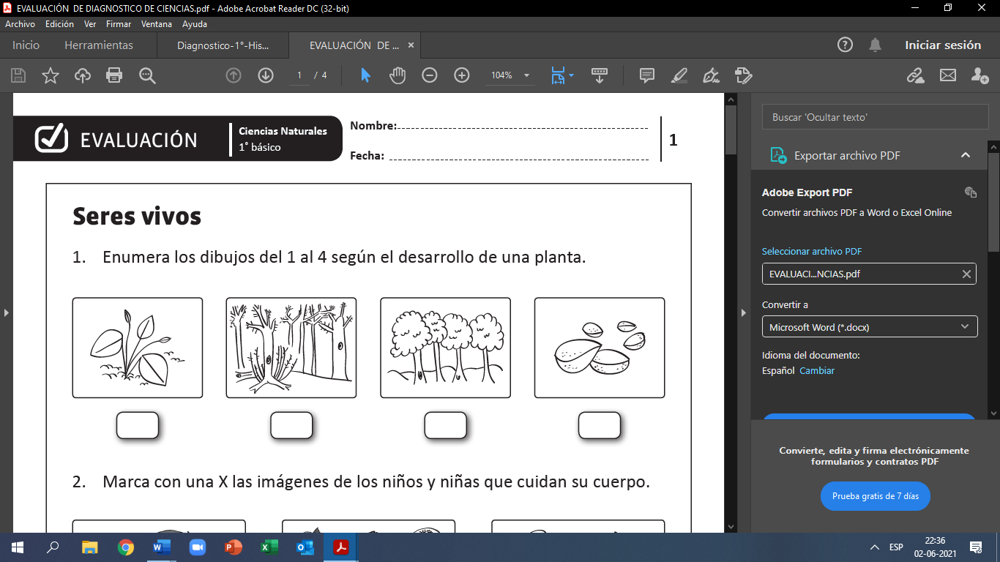 EVALUACIÓN  DE DIAGNOSTICO DE CIENCIAS.pdf - Adobe Acrobat Reader DC (32-bit)
Archivo Edición Ver Firmar Ventana Ayuda
Inicio Herramientas Diagnostico-1°-His... EVALUACIÓN  DE ... × Iniciar sesión
1 / 4 104%
EVALUACIÓN
Ciencias Naturales
1° básico
Nombre:
Fecha:
1
Seres vivos
1. Enumera los dibujos del 1 al 4 según el desarrollo de una planta.
2. Marca con una X las imágenes de los niños y niñas que cuidan su cuerpo.
Buscar 'Ocultar texto'
Exportar archivo PDF
Adobe Export PDF
Convertir archivos PDF a Word o Excel Online
Seleccionar archivo PDF
EVALUACI...NCIAS.pdf
Convertir a
Microsoft Word (*.docx)
Idioma del documento:
Español Cambiar
Convierte, edita y firma electrónicamente
formularios y contratos PDF
Prueba gratis de 7 días
ESP
22:36
02-06-2021